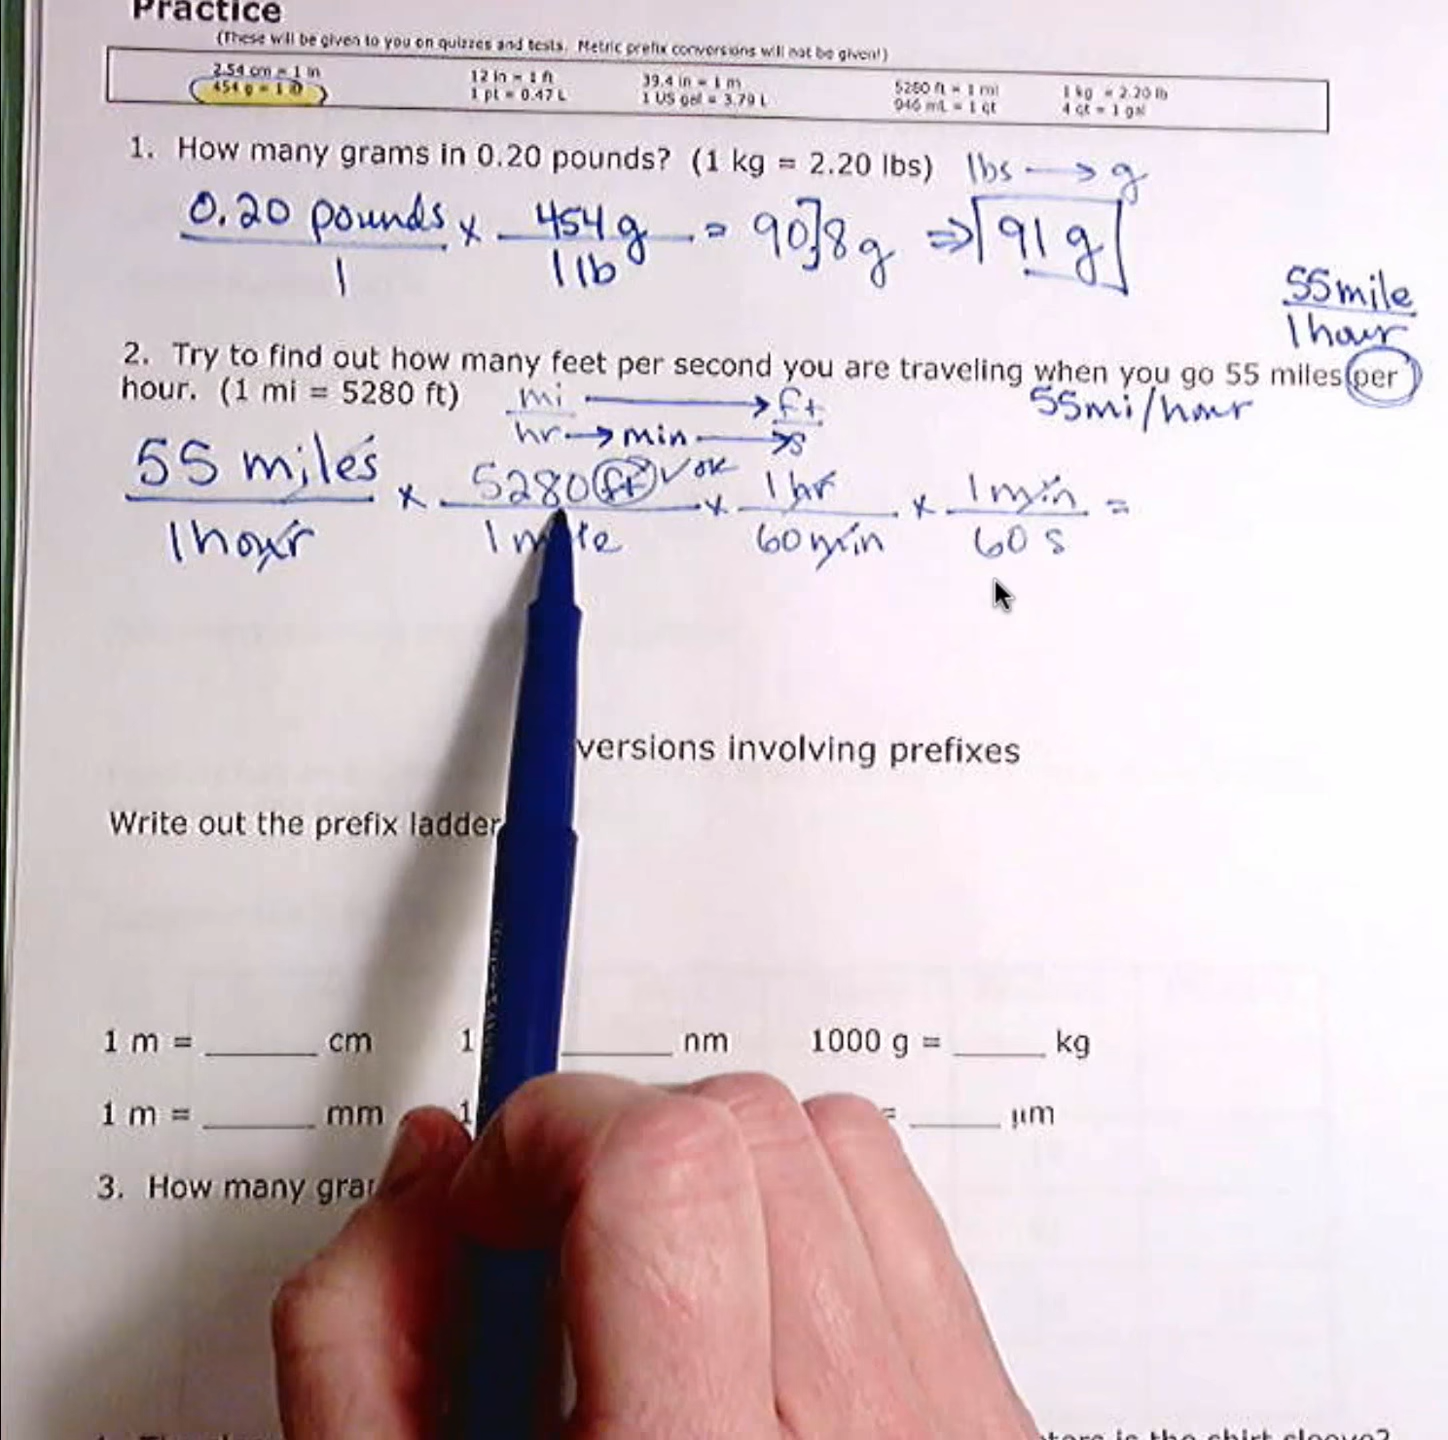 Practice
(These will be given to you on quizzes and tests. Metric prefix conversions will not be given!)
2.54 cm = 1 in 12 in = 1 ft 39.4 in = 1 m 5280 ft = 1 mi 1 kg = 2.20 lb
454 g = 1 lb 1 pt = 0.47 L 1 US gal = 3.79 L 946 mL = 1 qt 4 qt = 1 gal
1. How many grams in 0.20 pounds? (1 kg = 2.20 lbs) lbs → g
0.20 pounds x 454 g = 90.8 g ⇒ 91 g
1 1 lb
55 mile
1 hour
2. Try to find out how many feet per second you are traveling when you go 55 miles per
hour. (1 mi = 5280 ft) mi → ft 55mi/hour
hr → min → s
55 miles x 5280 ft ✓ ok x 1 hr x 1 min =
1 hour 1 mile 60 min 60 s
versions involving prefixes
Write out the prefix ladder
1 m = ______ cm 1 ______ nm 1000 g = _____ kg
1 m = ______ mm 1 = _____ µm
3. How many